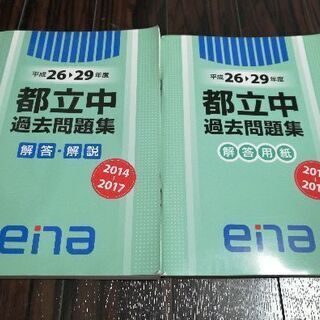 平成26▶29年度
都立中
過去問題集
解答・解説
2014
2017
ena
平成26▶29年度
都立中
過去問題集
解答用紙
ena